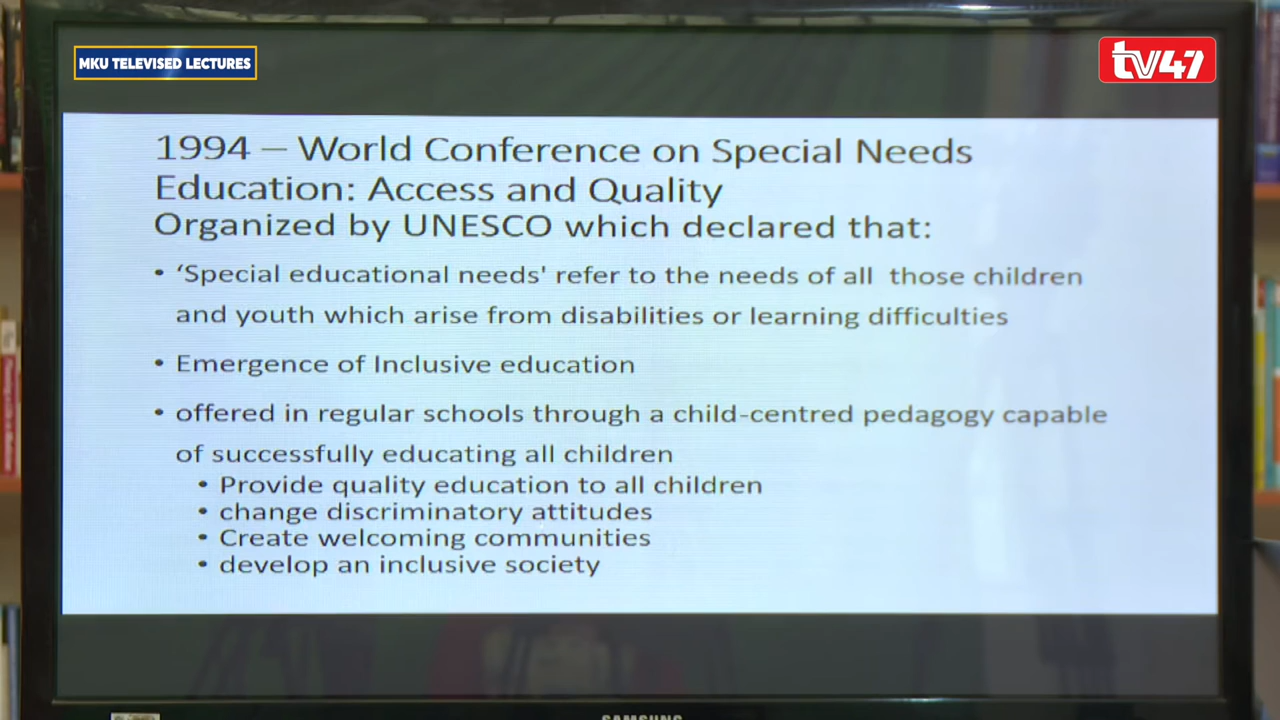 MKU TELEVISED LECTURES
tv47
1994 – World Conference on Special Needs
Education: Access and Quality
Organized by UNESCO which declared that:
• ‘Special educational needs' refer to the needs of all those children
and youth which arise from disabilities or learning difficulties
• Emergence of Inclusive education
• offered in regular schools through a child-centred pedagogy capable
of successfully educating all children
• Provide quality education to all children
• change discriminatory attitudes
• Create welcoming communities
• develop an inclusive society
SAMSUNG